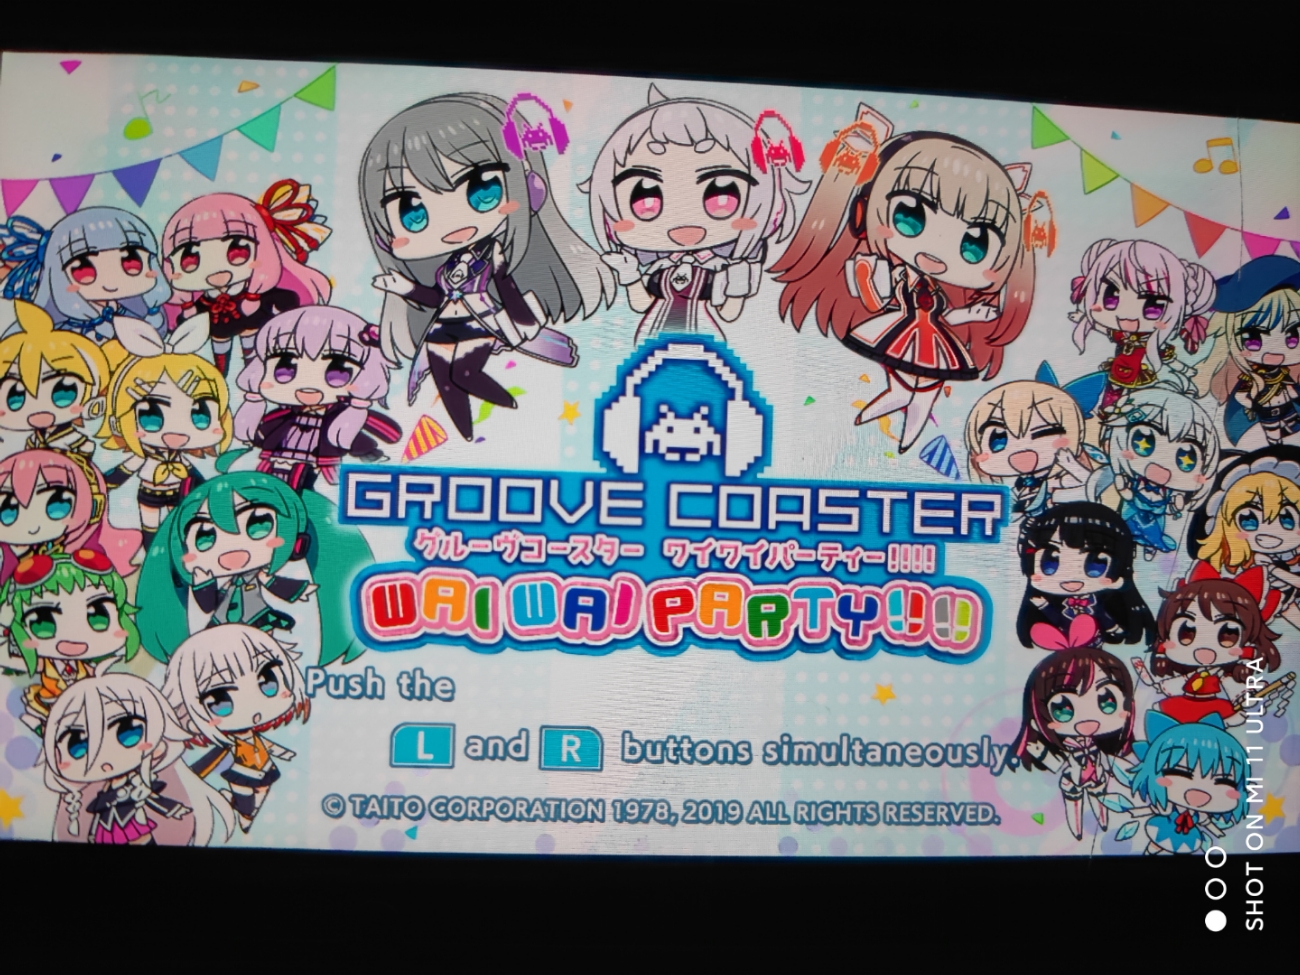 GROOVE COASTER
グルーヴコースター ワイワイパーティー!!!!
WAI WAI PARTY!!!!
Push the
L and R buttons simultaneously.
© TAITO CORPORATION 1978, 2019 ALL RIGHTS RESERVED.
SHOT ON MI 11 ULTRA